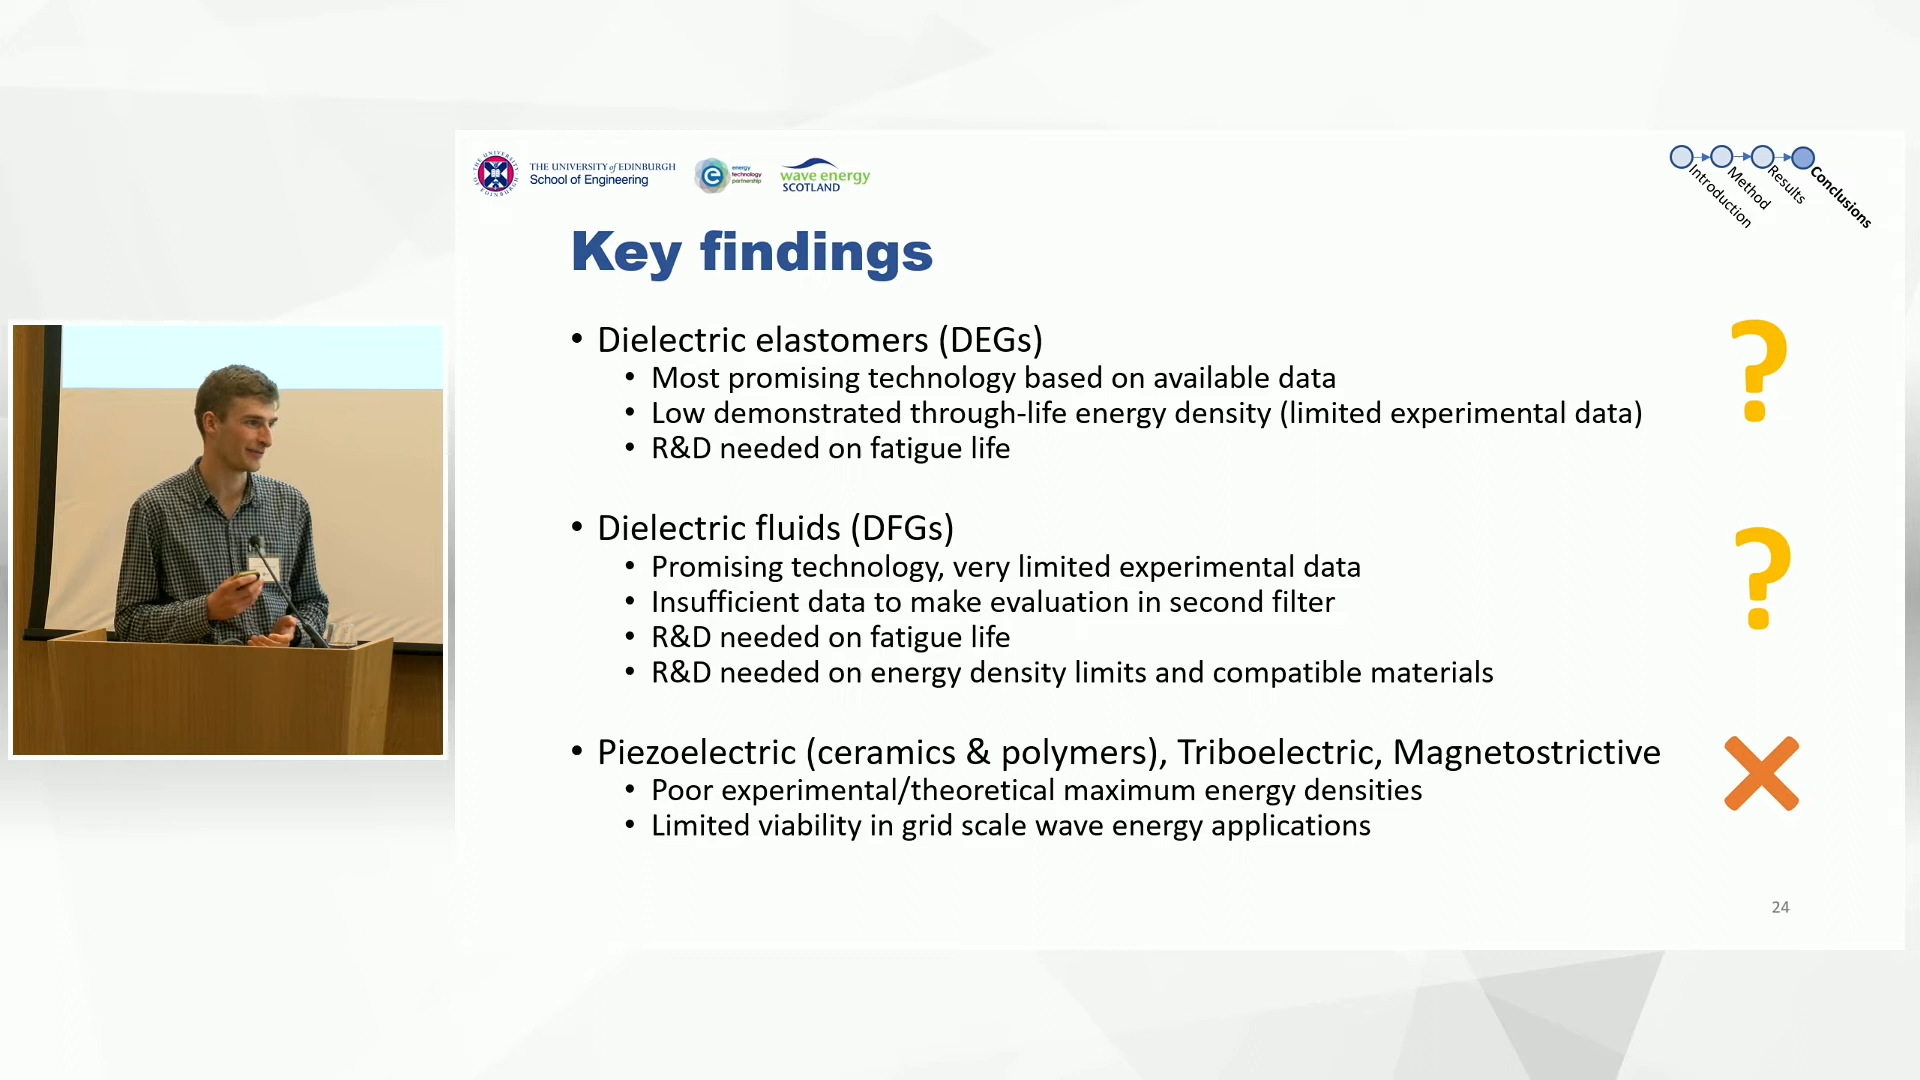 THE UNIVERSITY of EDINBURGH
School of Engineering
THE UNIVERSITY OF EDINBURGH
e
energy
technology
partnership
wave energy
SCOTLAND
Introduction
Method
Results
Conclusions
Key findings
• Dielectric elastomers (DEGs)
• Most promising technology based on available data
• Low demonstrated through-life energy density (limited experimental data)
• R&D needed on fatigue life
?
• Dielectric fluids (DFGs)
• Promising technology, very limited experimental data
• Insufficient data to make evaluation in second filter
• R&D needed on fatigue life
• R&D needed on energy density limits and compatible materials
?
• Piezoelectric (ceramics & polymers), Triboelectric, Magnetostrictive
• Poor experimental/theoretical maximum energy densities
• Limited viability in grid scale wave energy applications
24